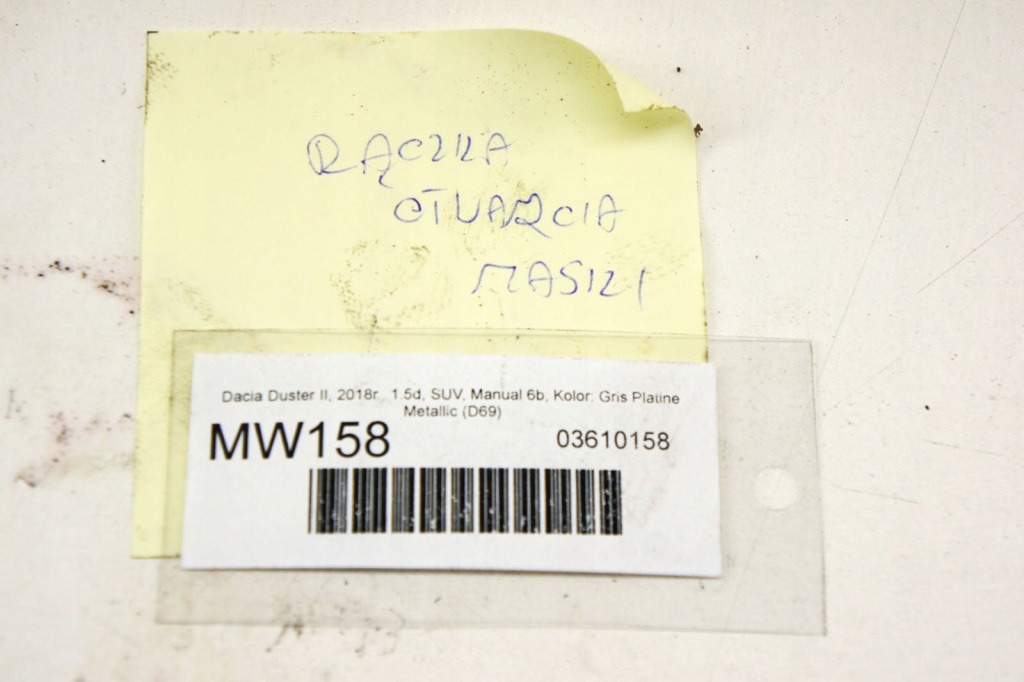 RĄCZKA
OTWARCIA
MASKI
Dacia Duster II, 2018r., 1.5d, SUV, Manual 6b, Kolor: Gris Platine
Metallic (D69)
MW158
03610158